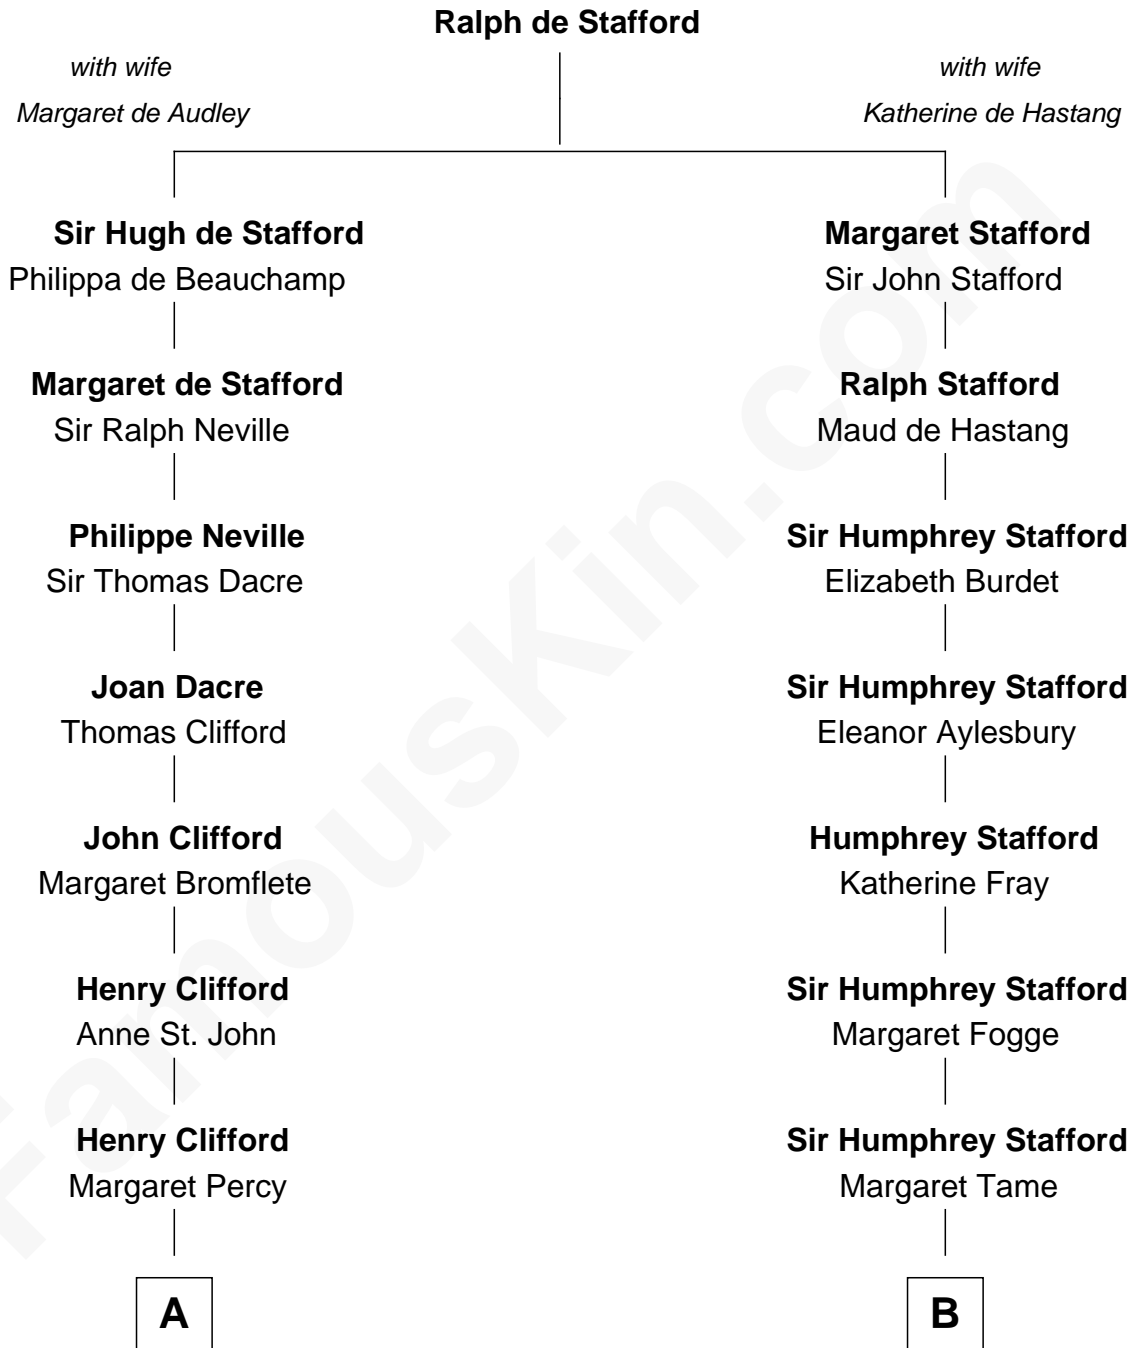 Ralph de Stafford
with wife
Margaret de Audley
with wife
Katherine de Hastang
Sir Hugh de Stafford
Philippa de Beauchamp
Margaret de Stafford
Sir Ralph Neville
Philippe Neville
Sir Thomas Dacre
Joan Dacre
Thomas Clifford
John Clifford
Margaret Bromflete
Henry Clifford
Anne St. John
Henry Clifford
Margaret Percy
A
Margaret Stafford
Sir John Stafford
Ralph Stafford
Maud de Hastang
Sir Humphrey Stafford
Elizabeth Burdet
Sir Humphrey Stafford
Eleanor Aylesbury
Humphrey Stafford
Katherine Fray
Sir Humphrey Stafford
Margaret Fogge
Sir Humphrey Stafford
Margaret Tame
B
FamousKin.com